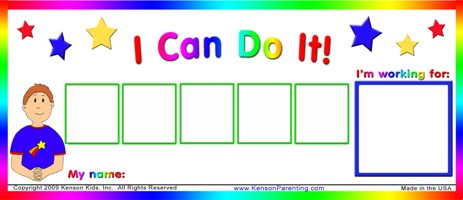 I Can Do It!
I'm working for:
My name:
Copyright 2009 Kenson Kids, Inc. All Rights Reserved
www.KensonParenting.com
Made in the USA